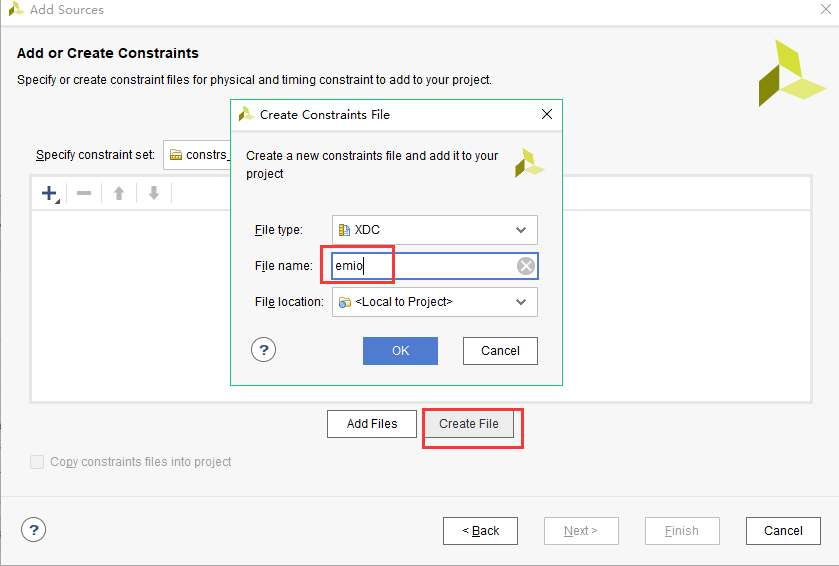 Add Sources
Add or Create Constraints
Specify or create constraint files for physical and timing constraint to add to your project.
Create Constraints File
Specify constraint set:
constrs_
Create a new constraints file and add it to your
project
File type:
XDC
File name:
emio
File location:
<Local to Project>
?
OK
Cancel
Add Files
Create File
Copy constraints files into project
?
< Back
Next >
Finish
Cancel